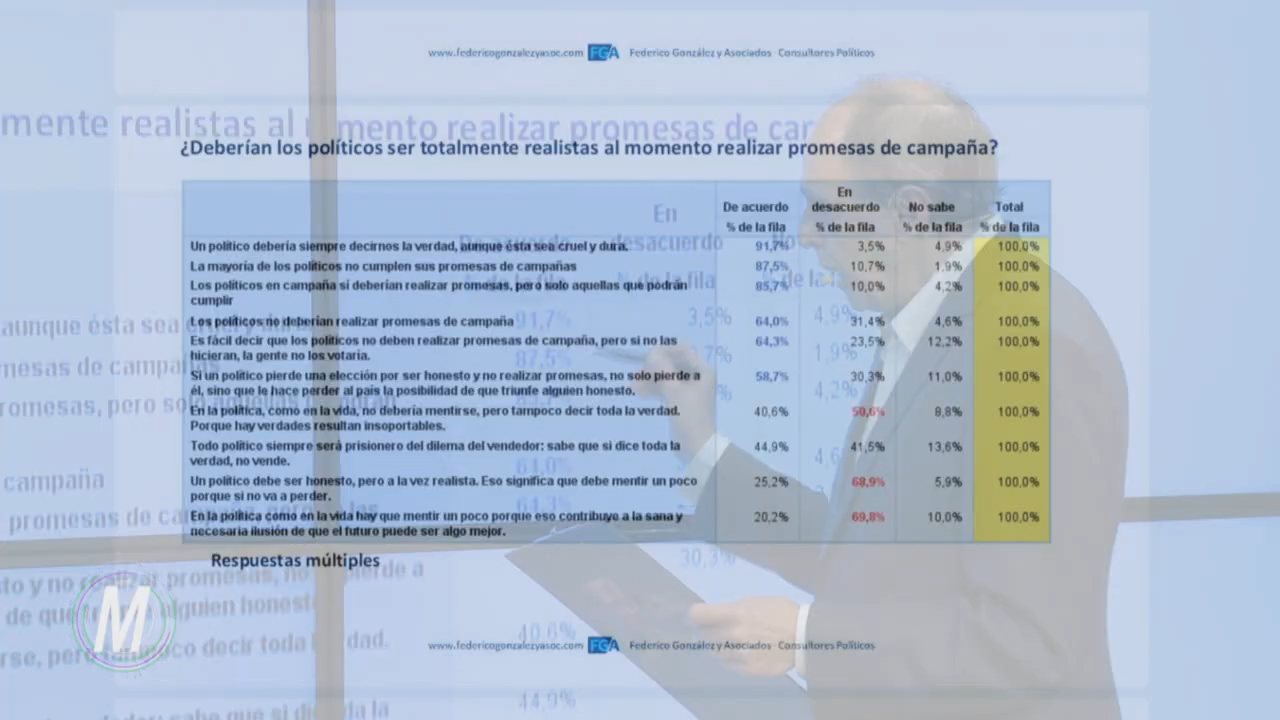 www.federicogonzalezyasoc.com FGA Federico González y Asociados Consultores Políticos
mente realistas al momento realizar promesas de car
¿Deberían los políticos ser totalmente realistas al momento realizar promesas de campaña?
De acuerdo En desacuerdo No sabe Total
% de la fila % de la fila % de la fila % de la fila
Un político debería siempre decirnos la verdad, aunque ésta sea cruel y dura. 91,7% 3,5% 4,9% 100,0%
La mayoría de los políticos no cumplen sus promesas de campañas 87,5% 10,7% 1,9% 100,0%
Los políticos en campaña sí deberían realizar promesas, pero solo aquellas que podrán 85,7% 10,0% 4,2% 100,0%
cumplir
Los políticos no deberían realizar promesas de campaña 64,0% 31,4% 4,6% 100,0%
Es fácil decir que los políticos no deben realizar promesas de campaña, pero si no las 64,3% 23,5% 12,2% 100,0%
hicieran, la gente no los votaría.
Si un político pierde una elección por ser honesto y no realizar promesas, no solo pierde a 58,7% 30,3% 11,0% 100,0%
él, sino que le hace perder al país la posibilidad de que triunfe alguien honesto.
En la política, como en la vida, no debería mentirse, pero tampoco decir toda la verdad. 40,6% 50,6% 8,8% 100,0%
Porque hay verdades resultan insoportables.
Todo político siempre será prisionero del dilema del vendedor: sabe que si dice toda la 44,9% 41,5% 13,6% 100,0%
verdad, no vende.
Un político debe ser honesto, pero a la vez realista. Eso significa que debe mentir un poco 25,2% 68,9% 5,9% 100,0%
porque si no va a perder.
En la política como en la vida hay que mentir un poco porque eso contribuye a la sana y 20,2% 69,8% 10,0% 100,0%
necesaria ilusión de que el futuro puede ser algo mejor.
Respuestas múltiples
M
www.federicogonzalezyasoc.com FGA Federico González y Asociados Consultores Políticos